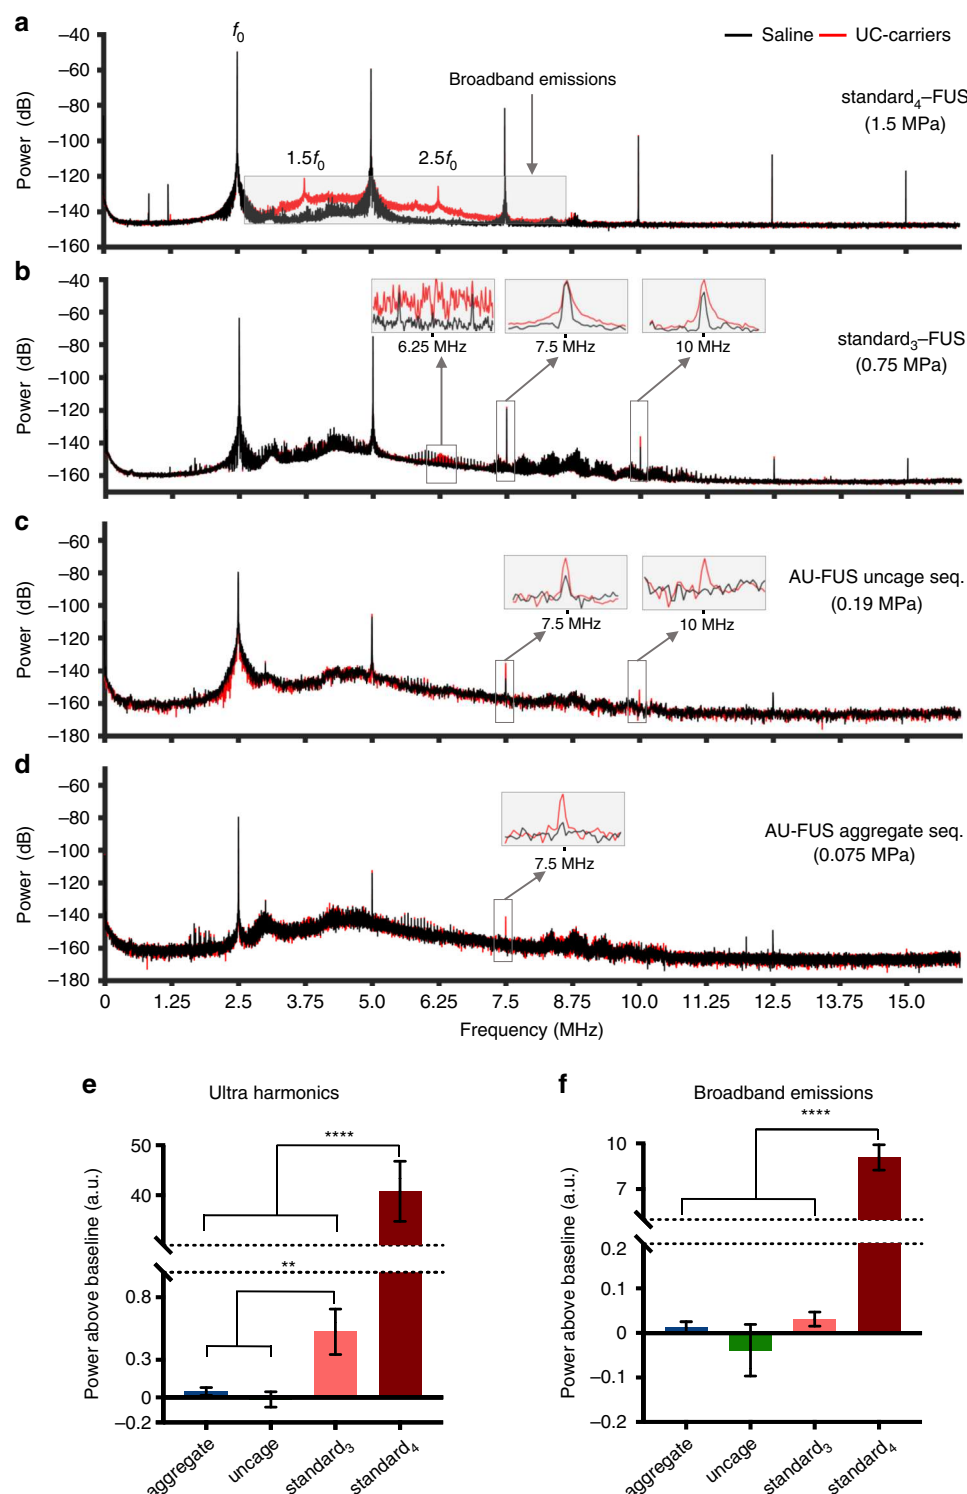 a
f0
Saline
UC-carriers
Broadband emissions
standard4–FUS
(1.5 MPa)
1.5f0
2.5f0
Power (dB)
–40
–60
–80
–100
–120
–140
–160
b
standard3–FUS
(0.75 MPa)
6.25 MHz
7.5 MHz
10 MHz
Power (dB)
–40
–60
–80
–100
–120
–140
–160
c
AU-FUS uncage seq.
(0.19 MPa)
7.5 MHz
10 MHz
Power (dB)
–60
–80
–100
–120
–140
–160
–180
d
AU-FUS aggregate seq.
(0.075 MPa)
7.5 MHz
Power (dB)
–60
–80
–100
–120
–140
–160
–180
0 1.25 2.5 3.75 5.0 6.25 7.5 8.75 10.0 11.25 12.5 13.75 15.0
Frequency (MHz)
e
Ultra harmonics
****
**
Power above baseline (a.u.)
50
40
0.8
0.3
0
–0.2
aggregate
uncage
standard3
standard4
f
Broadband emissions
****
Power above baseline (a.u.)
10
7
0.2
0.1
0
–0.1
–0.2
aggregate
uncage
standard3
standard4